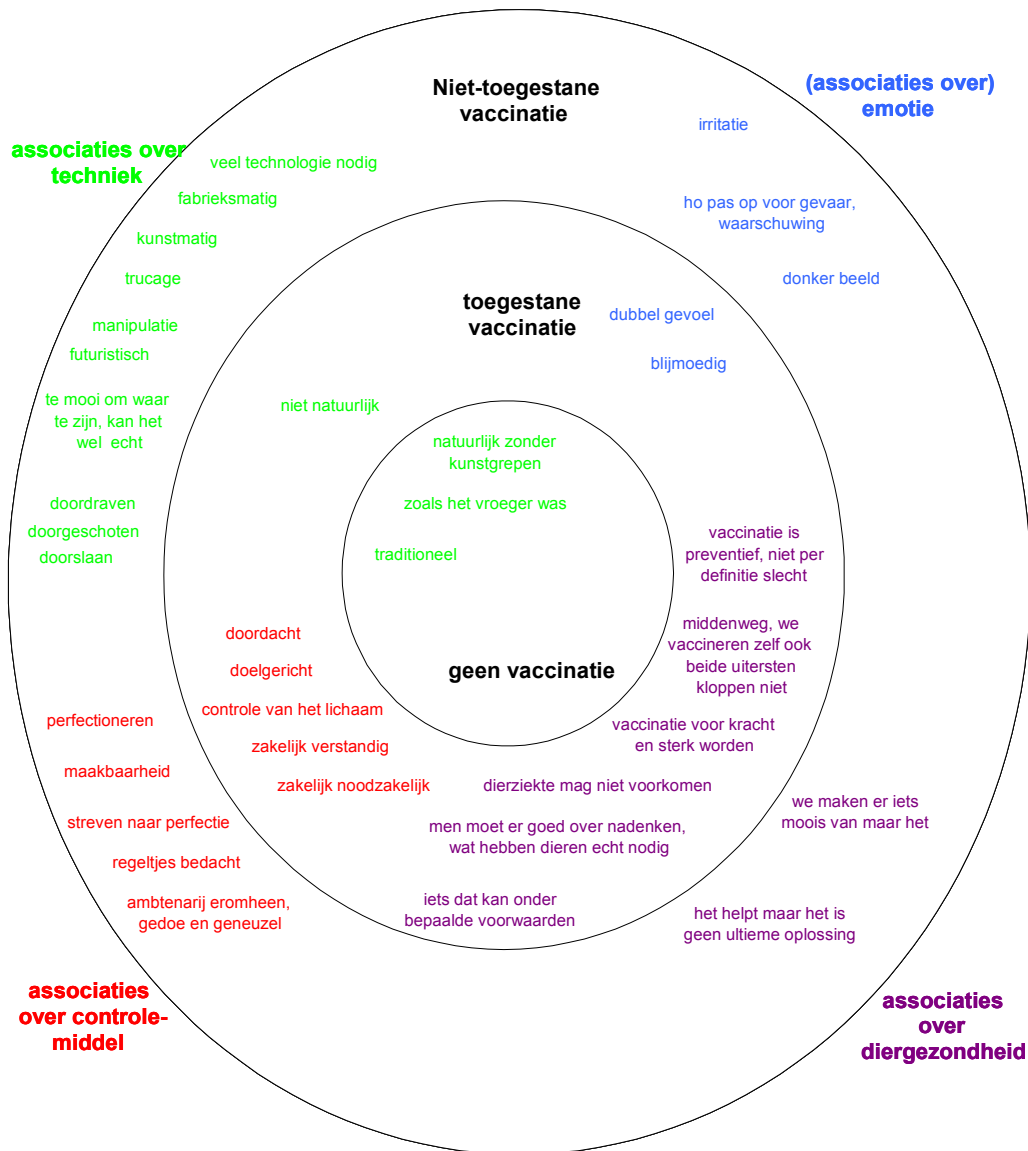 Niet-toegestane
vaccinatie
(associaties over)
emotie
irritatie
ho pas op voor gevaar,
waarschuwing
donker beeld
associaties over
techniek
veel technologie nodig
fabrieksmatig
kunstmatig
trucage
manipulatie
futuristisch
te mooi om waar
te zijn, kan het
wel echt
doordraven
doorgeschoten
doorslaan
toegestane
vaccinatie
dubbel gevoel
blijmoedig
niet natuurlijk
natuurlijk zonder
kunstgrepen
zoals het vroeger was
traditioneel
geen vaccinatie
vaccinatie is
preventief, niet per
definitie slecht
middenweg, we
vaccineren zelf ook
beide uitersten
kloppen niet
vaccinatie voor kracht
en sterk worden
dierziekte mag niet voorkomen
men moet er goed over nadenken,
wat hebben dieren echt nodig
iets dat kan onder
bepaalde voorwaarden
doordacht
doelgericht
controle van het lichaam
zakelijk verstandig
zakelijk noodzakelijk
perfectioneren
maakbaarheid
streven naar perfectie
regeltjes bedacht
ambtenarij eromheen,
gedoe en geneuzel
associaties
over controle-
middel
we maken er iets
moois van maar het
het helpt maar het is
geen ultieme oplossing
associaties
over
diergezondheid